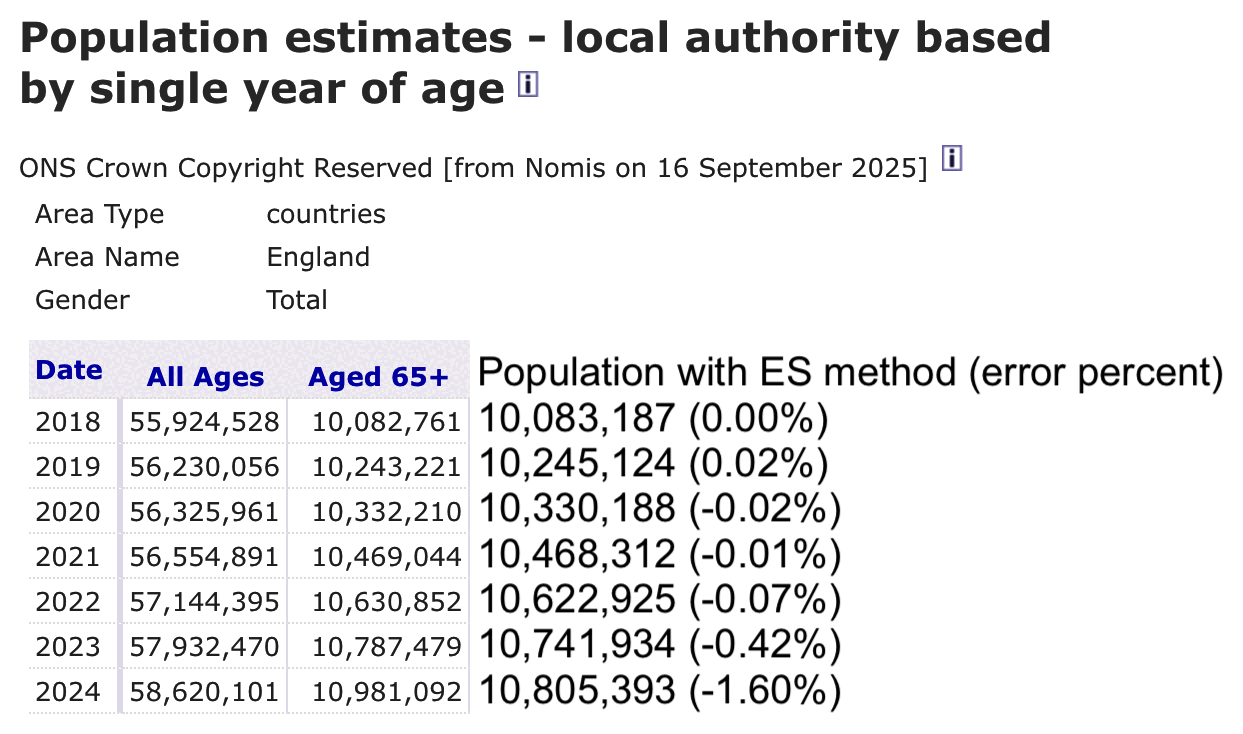 Population estimates - local authority based
by single year of age
ONS Crown Copyright Reserved [from Nomis on 16 September 2025]
Area Type countries
Area Name England
Gender Total
Date All Ages Aged 65+ Population with ES method (error percent)
2018 55,924,528 10,082,761 10,083,187 (0.00%)
2019 56,230,056 10,243,221 10,245,124 (0.02%)
2020 56,325,961 10,332,210 10,330,188 (-0.02%)
2021 56,554,891 10,469,044 10,468,312 (-0.01%)
2022 57,144,395 10,630,852 10,622,925 (-0.07%)
2023 57,932,470 10,787,479 10,741,934 (-0.42%)
2024 58,620,101 10,981,092 10,805,393 (-1.60%)